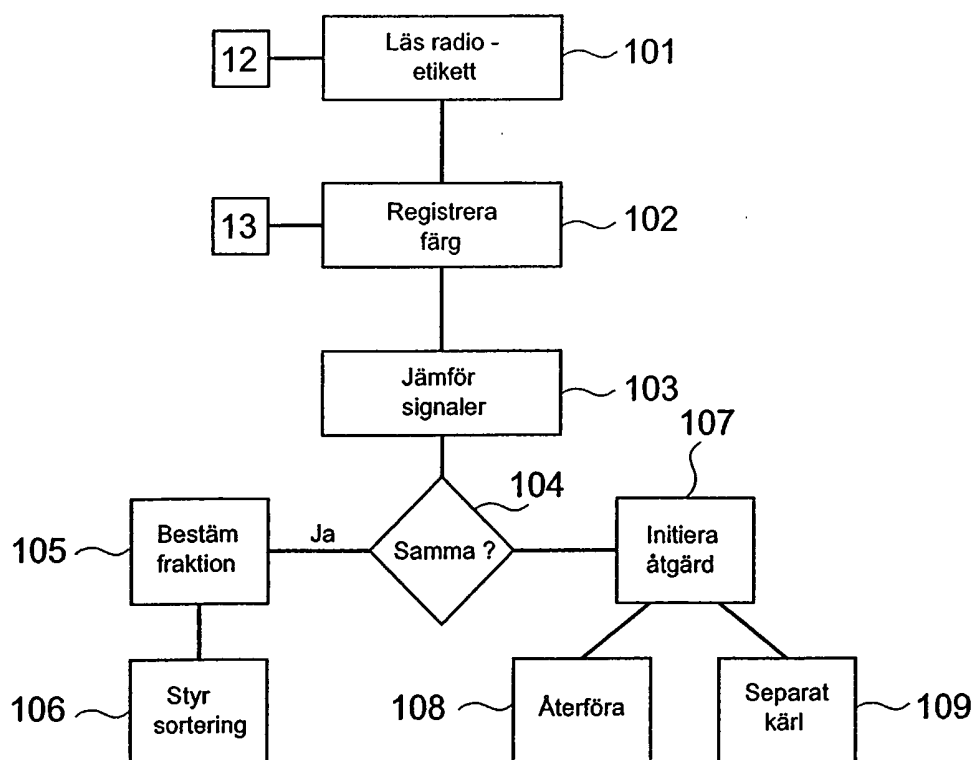 12
Läs radio -
etikett
101
13
Registrera
färg
102
Jämför
signaler
103
107
104
105
Bestäm
fraktion
Ja
Samma ?
Initiera
åtgärd
106
Styr
sortering
108
Återföra
Separat
kärl
109